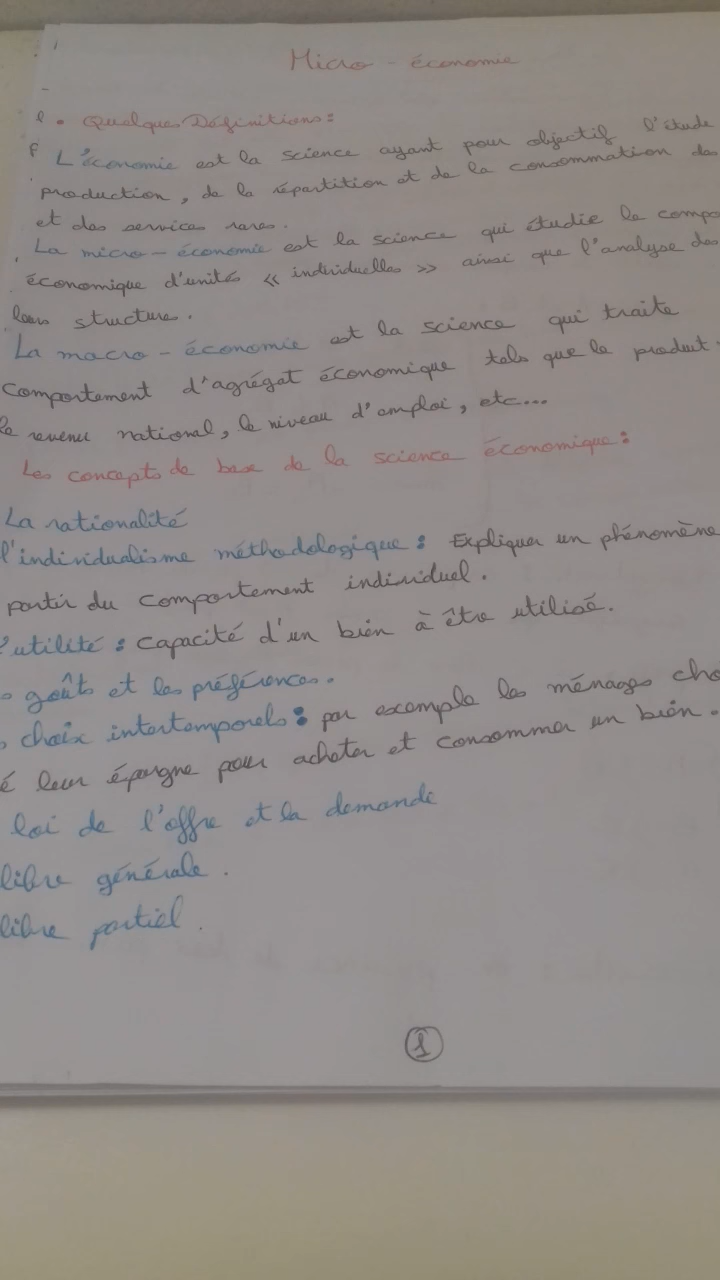 Micro - économie
• Quelques Définitions :
L'économie est la science ayant pour objectif l'étude
production, de la répartition et de la consommation des
et des services rares.
La micro - économie est la science qui étudie le compo
économique d'unités « individuelles » ainsi que l'analyse des
leurs structure.
La macro - économie est la science qui traite
comportement d'agrégat économique tels que le produit
le revenu national, le niveau d'emploi, etc...
Les concepts de base de la science économique :
La rationalité
l'individualisme méthodologique : Expliquer un phénomène
partir du comportement individuel.
l'utilité : capacité d'un bien à être utilisé.
goûts et les préférences.
choix intertemporels : par exemple les ménages cho
é leur épargne pour acheter et consommer un bien.
loi de l'offre et la demande
libre générale.
libre partiel.
1